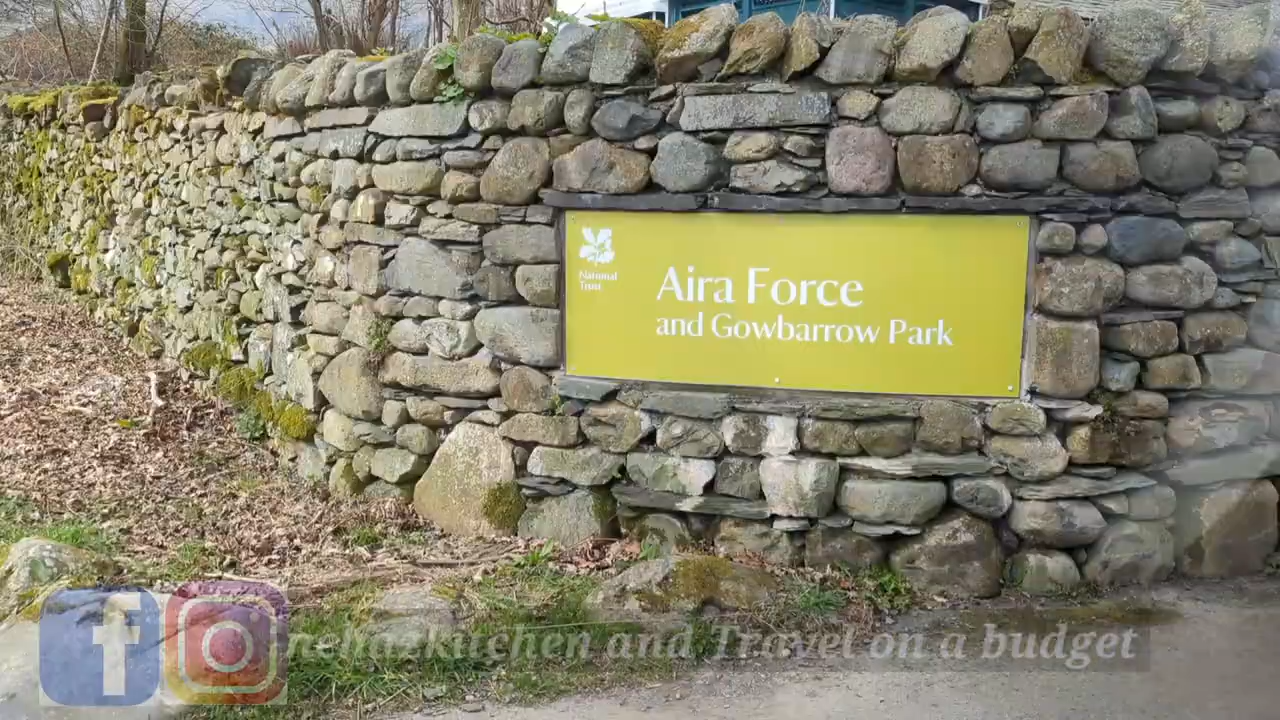 National
Trust
Aira Force
and Gowbarrow Park
and Travel on a budget